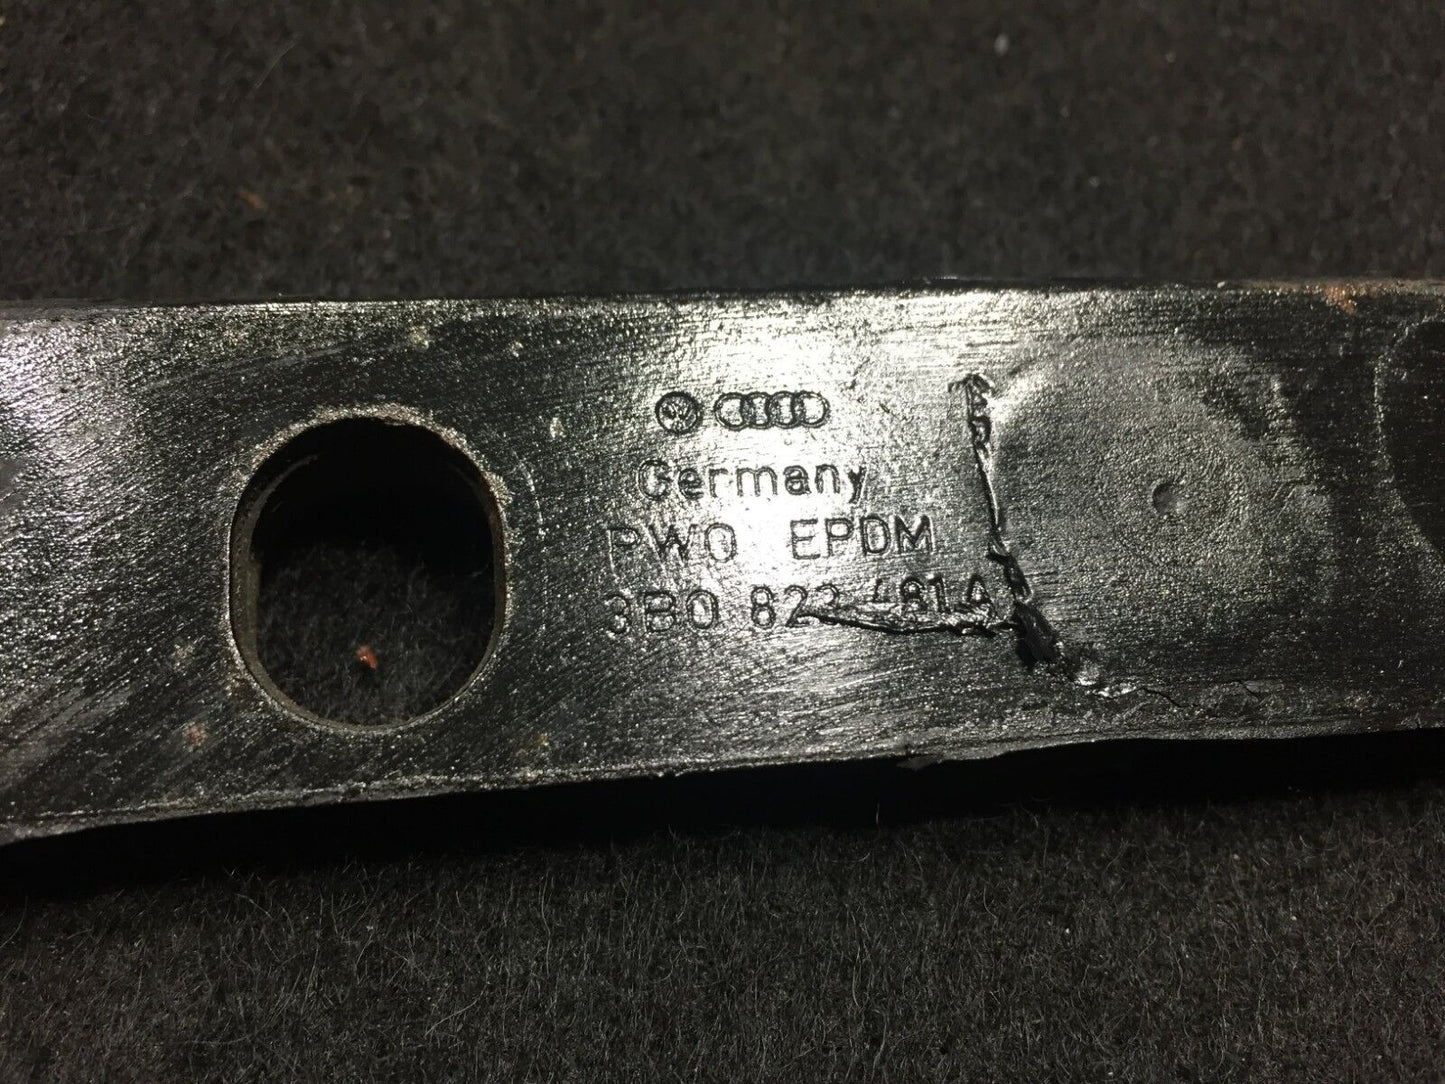 Germany
PWO EPDM
3B0 823 481A